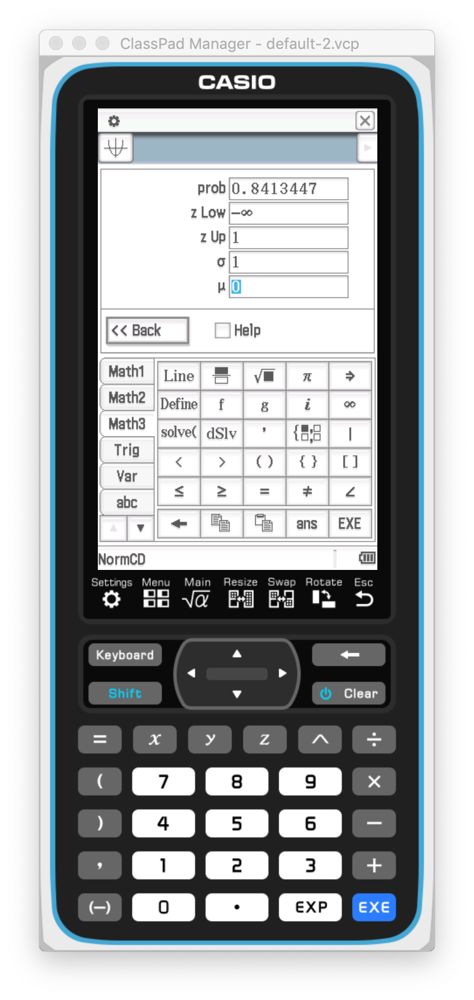 ClassPad Manager - default-2.vcp
CASIO
prob 0.8413447
z Low -∞
z Up 1
σ 1
μ 0
<< Back Help
Math1 Line √■ π ⇒
Math2 Define f g i ∞
Math3 solve( dSlv ' {■,□;□ |
Trig < > ( ) { } [ ]
Var ≤ ≥ = ≠ ∠
abc
▲ ▼ ← ans EXE
NormCD
Settings Menu Main Resize Swap Rotate Esc
√α
Keyboard ←
Shift Clear
= x y z ^ ÷
( 7 8 9 ×
) 4 5 6 −
, 1 2 3 +
(−) 0 • EXP EXE